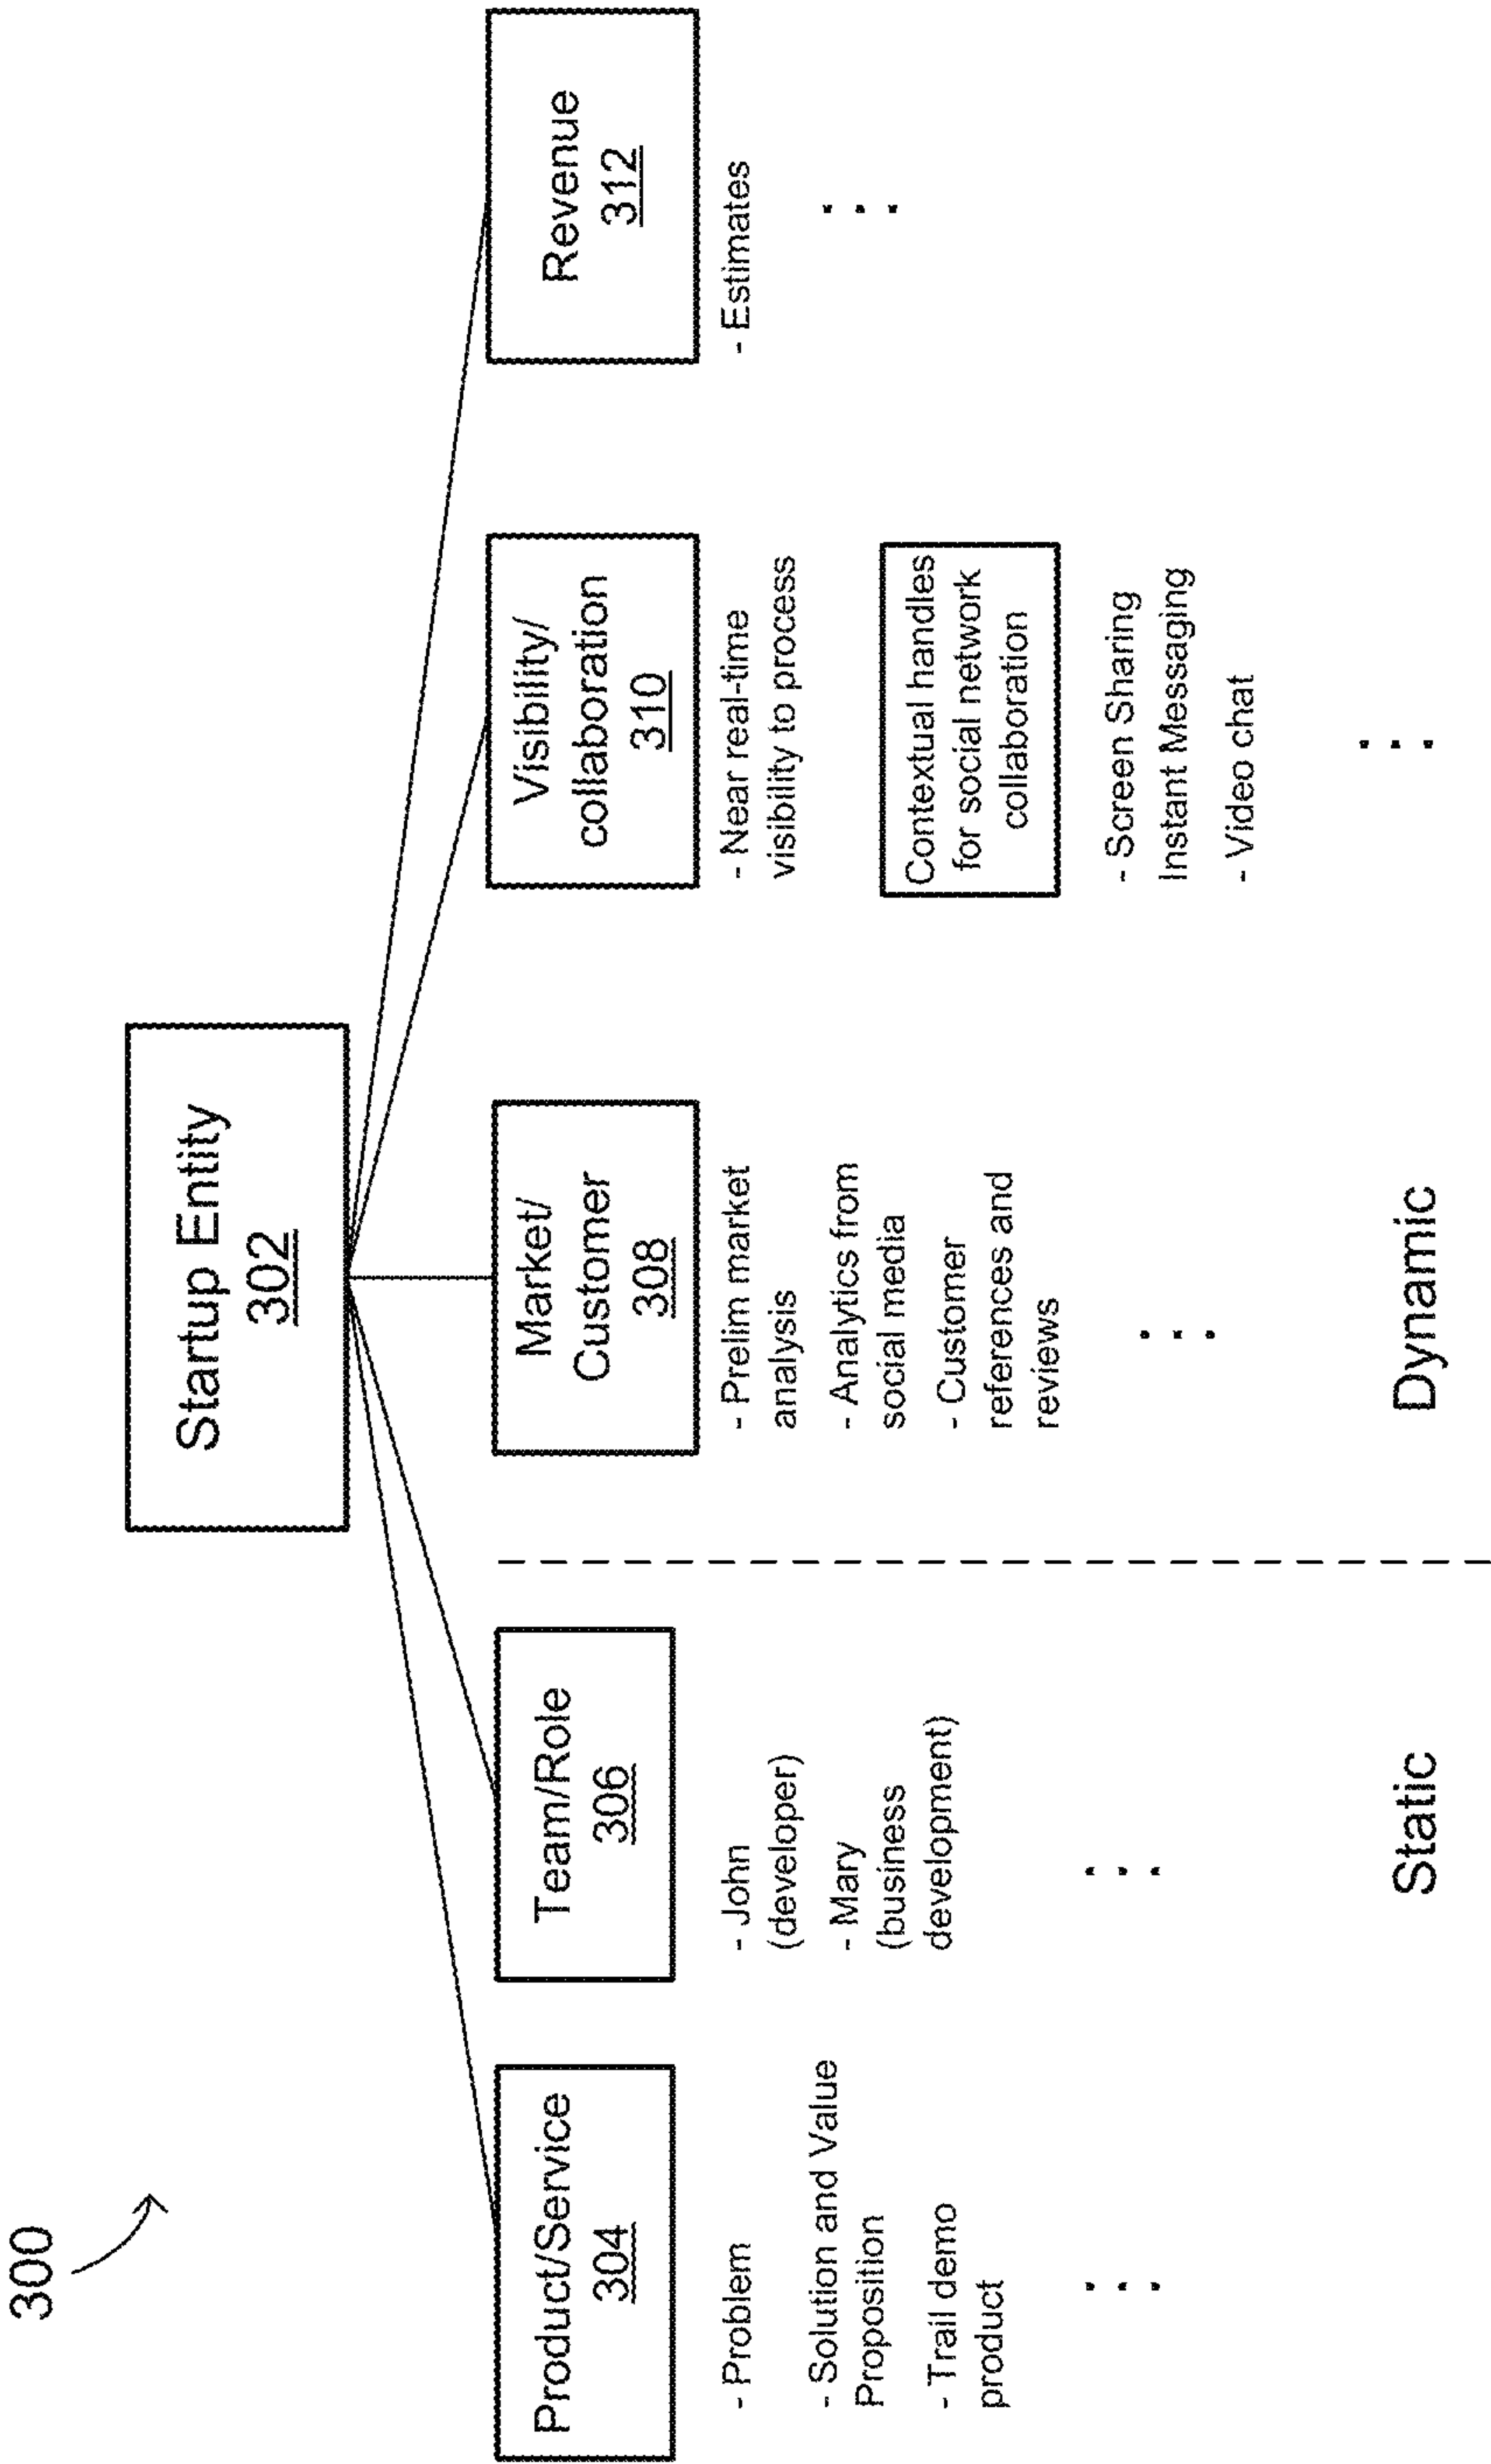 300
Startup Entity
302
Product/Service
304
- Problem
- Solution and Value
Proposition
- Trail demo
product
...
Team/Role
306
- John
(developer)
- Mary
(business
development)
...
Static
Market/
Customer
308
- Prelim market
analysis
- Analytics from
social media
- Customer
references and
reviews
...
Dynamic
Visibility/
collaboration
310
- Near real-time
visibility to process
Contextual handles
for social network
collaboration
- Screen Sharing
Instant Messaging
- Video chat
...
Revenue
312
- Estimates
...